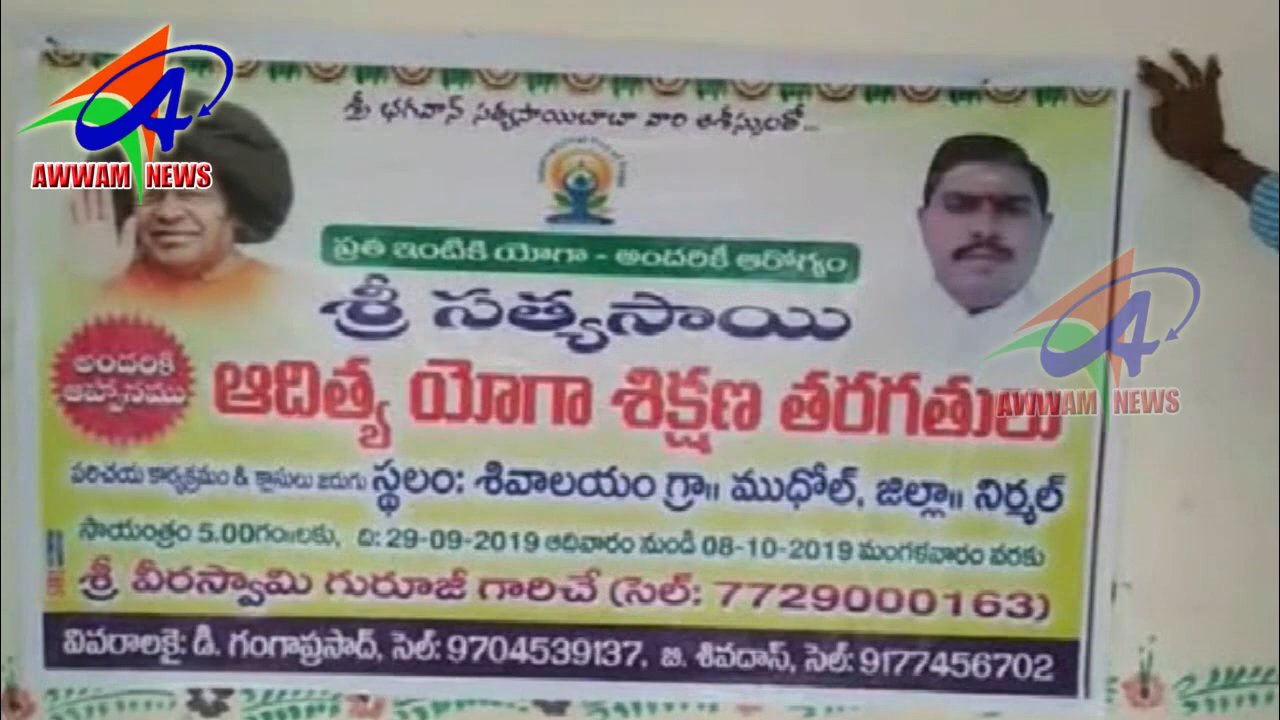 AWWAM NEWS
శ్రీ భగవాన్ సత్యసాయిబాబా వారి ఆశీస్సులతో...
ప్రతి ఇంటికి యోగా - అందరికీ ఆరోగ్యం
శ్రీ సత్యసాయి
అందరికి
ఆహ్వానము
ఆదిత్య యోగా శిక్షణ తరగతులు
AWWAM NEWS
పరిచయ కార్యక్రమం & క్లాసులు జరుగు స్థలం: శివాలయం గ్రా॥ ముధోల్, జిల్లా॥ నిర్మల్
సాయంత్రం 5.00గం॥లకు, ది: 29-09-2019 ఆదివారం నుండి 08-10-2019 మంగళవారం వరకు
శ్రీ వీరస్వామి గురూజీ గారిచే (సెల్: 7729000163)
వివరాలకై: డి. గంగాప్రసాద్, సెల్: 9704539137, జి. శివదాస్, సెల్: 9177456702